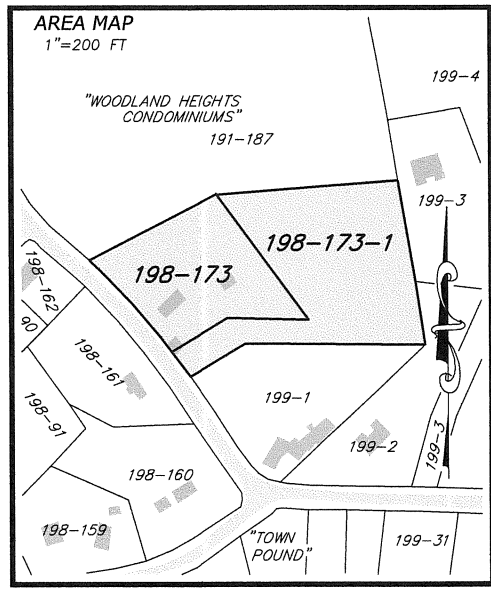 AREA MAP
1"=200 FT
"WOODLAND HEIGHTS
CONDOMINIUMS"
191-187
199-4
199-3
198-173-1
198-173
198-162
90
198-161
198-91
199-1
199-2
199-3
198-160
198-159
"TOWN
POUND"
199-31